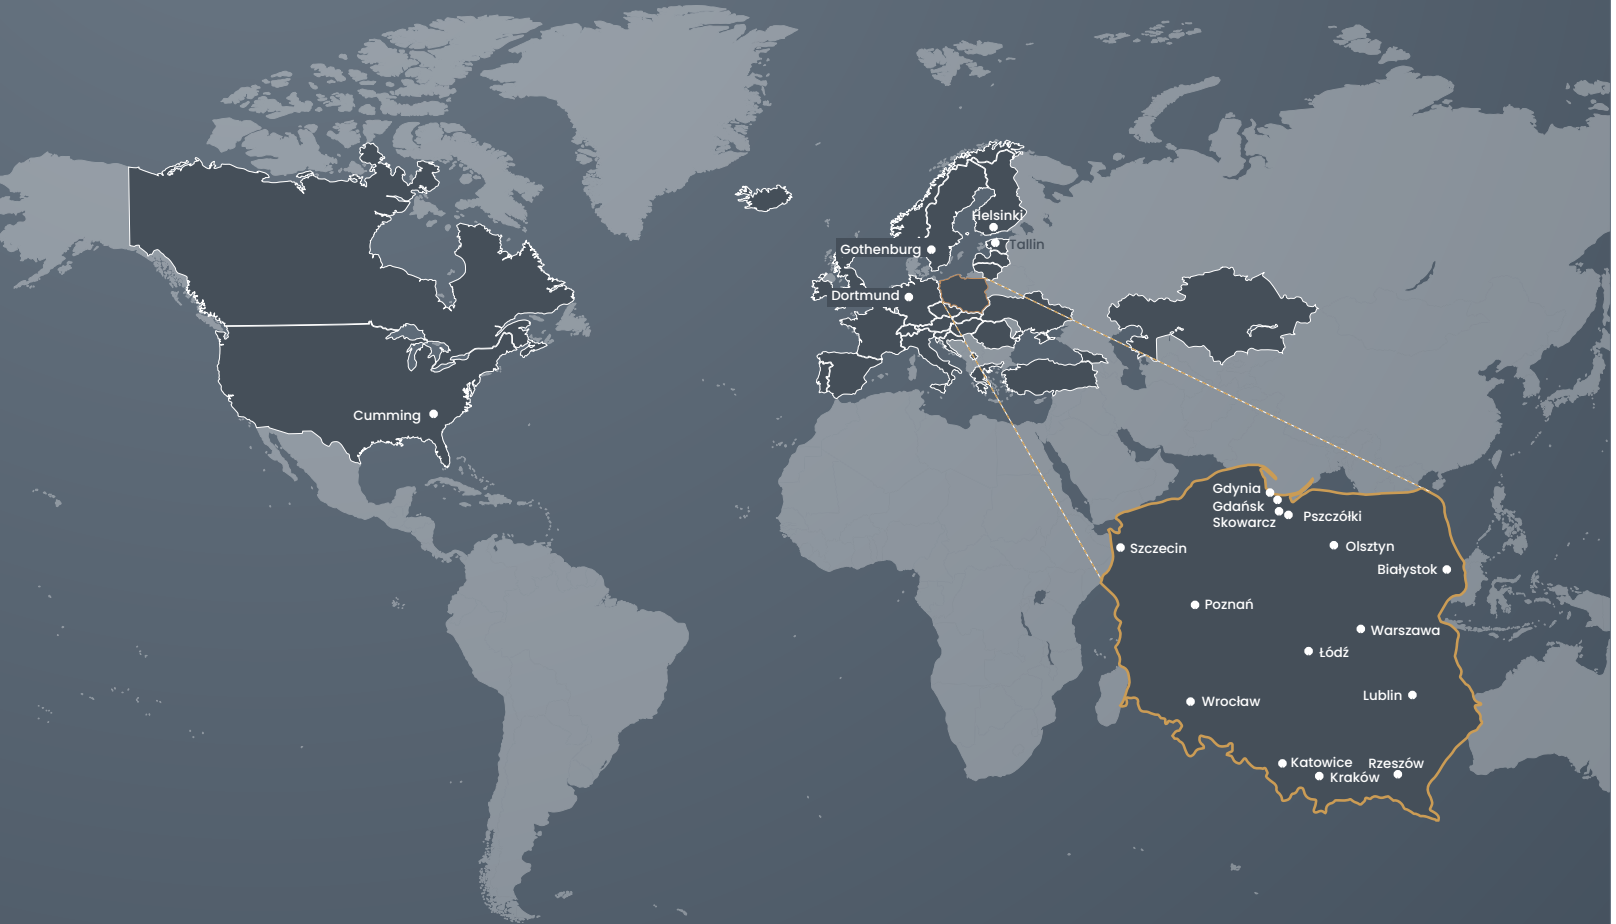 Helsinki
Tallin
Gothenburg
Dortmund
Cumming
Gdynia
Gdańsk
Skowarcz
Pszczółki
Szczecin
Olsztyn
Białystok
Poznań
Warszawa
Łódź
Lublin
Wrocław
Katowice
Rzeszów
Kraków